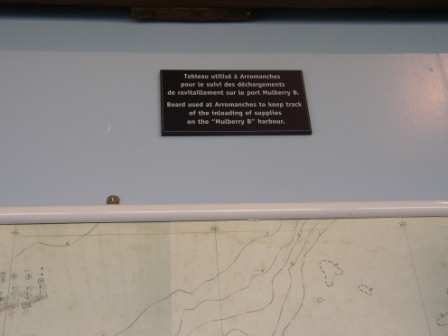 Tableau utilisé à Arromanches
pour le suivi des déchargements
de ravitaillement sur le port Mulberry B.
Board used at Arromanches to keep track
of the inloading of supplies
on the "Mulberry B" harbour.